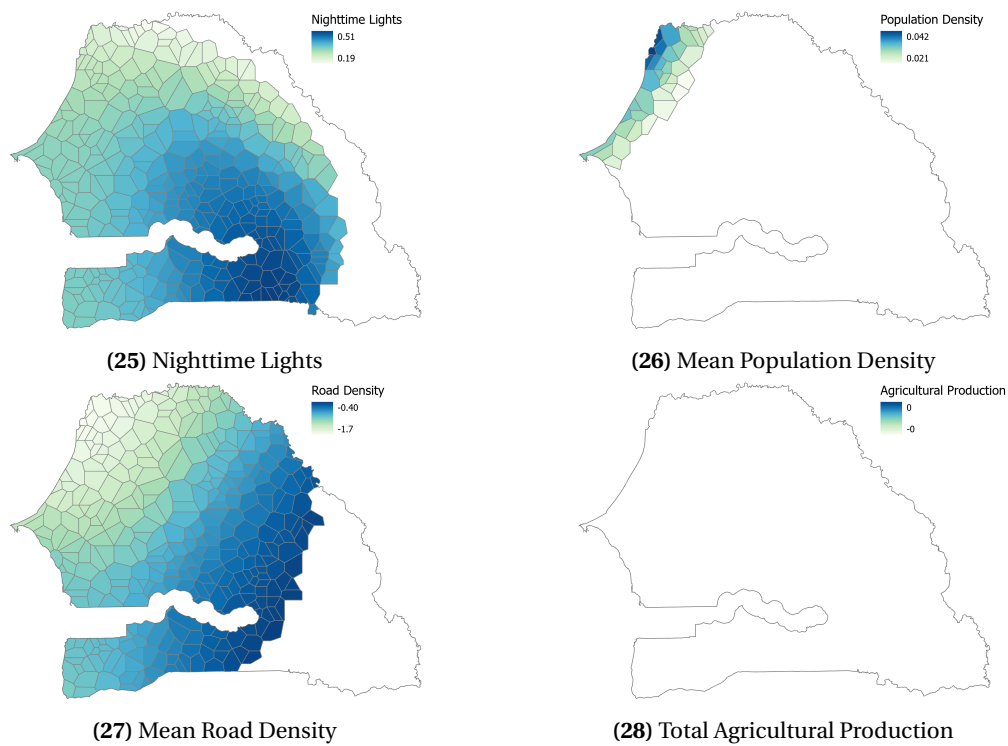 Nighttime Lights
0.51
0.19
Population Density
0.042
0.021
(25) Nighttime Lights
(26) Mean Population Density
Road Density
-0.40
-1.7
Agricultural Production
0
-0
(27) Mean Road Density
(28) Total Agricultural Production